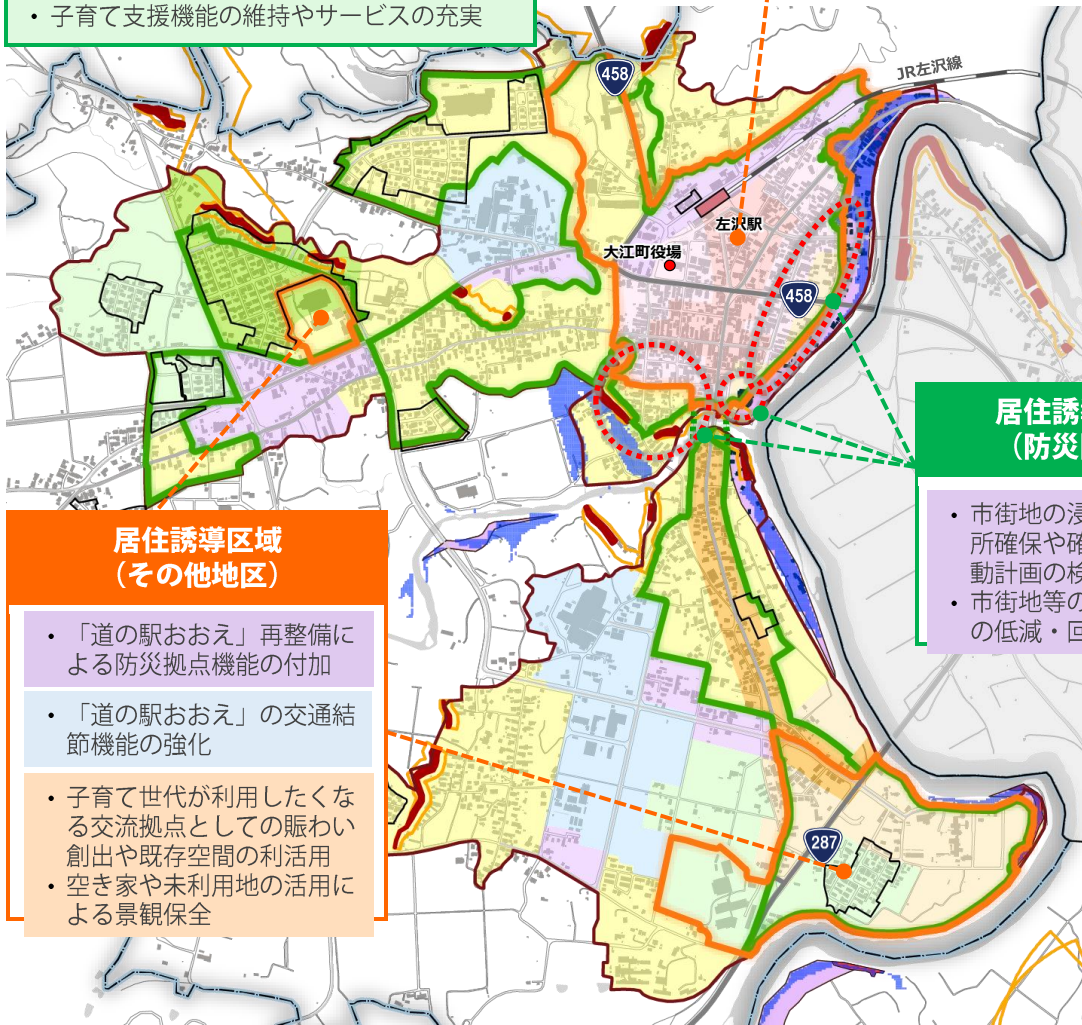 • 子育て支援機能の維持やサービスの充実
458
JR左沢線
左沢駅
大江町役場
458
居住誘
（防災
• 市街地の浸
所確保や確
動計画の検
• 市街地等の
の低減・回
居住誘導区域
（その他地区）
• 「道の駅おおえ」再整備に
よる防災拠点機能の付加
• 「道の駅おおえ」の交通結
節機能の強化
• 子育て世代が利用したくな
る交流拠点としての賑わい
創出や既存空間の利活用
• 空き家や未利用地の活用に
よる景観保全
287